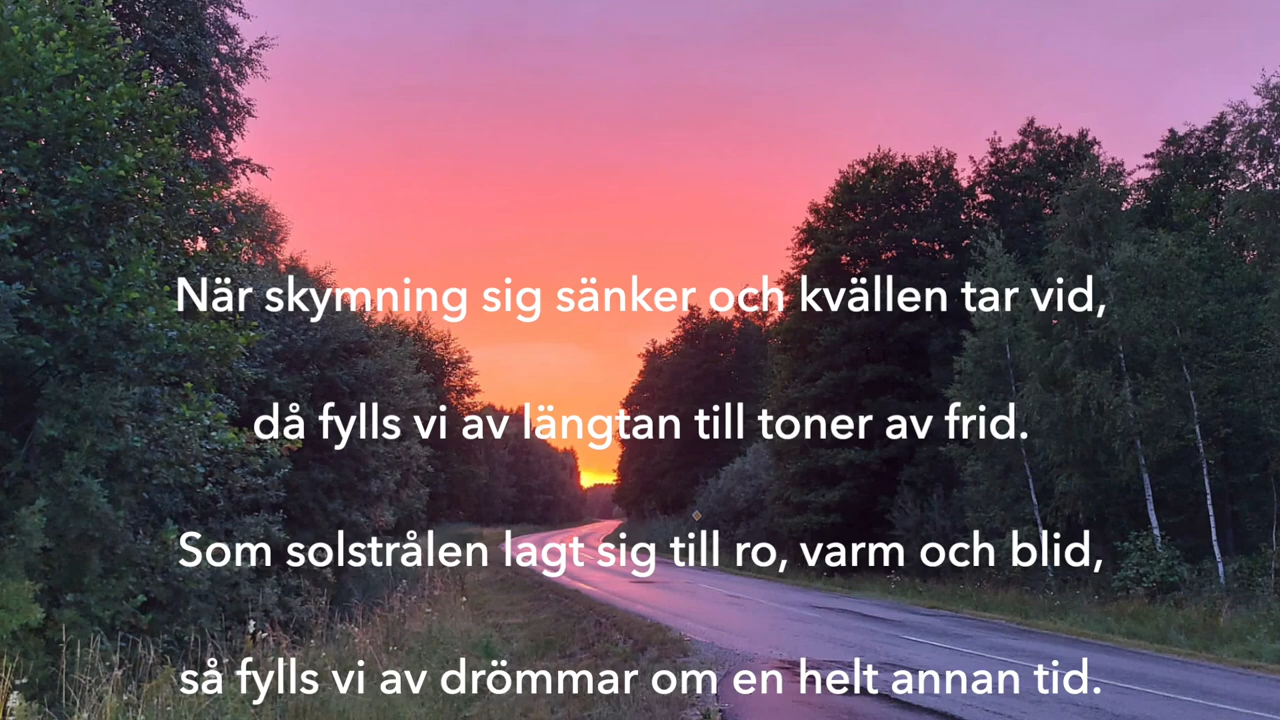 När skymning sig sänker och kvällen tar vid,
då fylls vi av längtan till toner av frid.
Som solstrålen lagt sig till ro, varm och blid,
så fylls vi av drömmar om en helt annan tid.